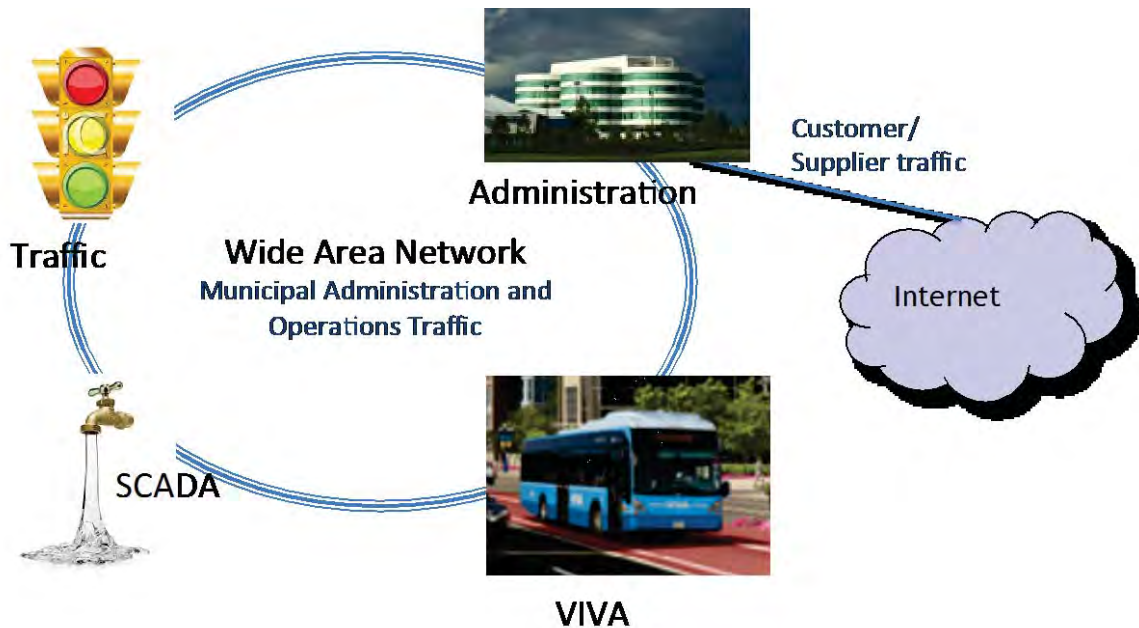 Administration
Customer/
Supplier traffic
Traffic
Wide Area Network
Municipal Administration and
Operations Traffic
Internet
SCADA
VIVA